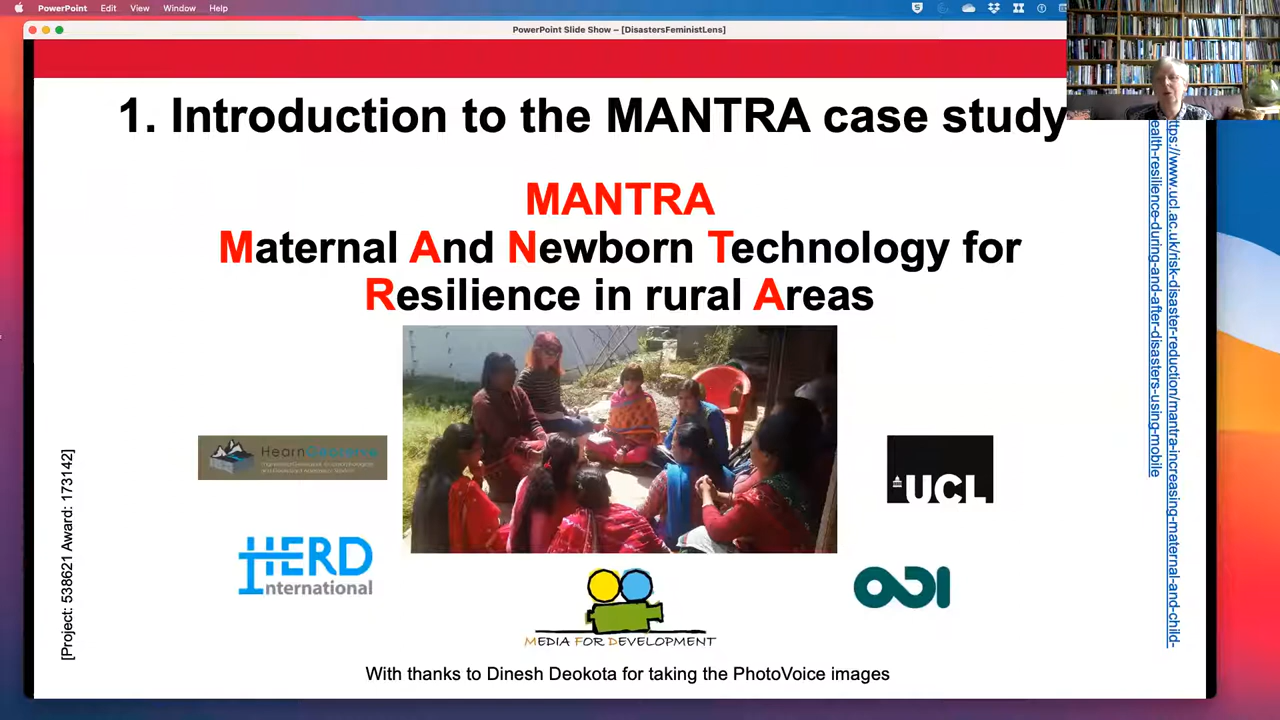 PowerPoint Edit View Window Help
PowerPoint Slide Show – [DisastersFeministLens]
1. Introduction to the MANTRA case study
MANTRA
Maternal And Newborn Technology for
Resilience in rural Areas
ttps://www.ucl.ac.uk/risk-disaster-reduction/mantra-increasing-maternal-and-child-
ealth-resilience-during-and-after-disasters-using-mobile
[Project: 538621 Award: 173142]
HearnGeoserve
UCL
HERD
International
ODI
MEDIA FOR DEVELOPMENT
With thanks to Dinesh Deokota for taking the PhotoVoice images